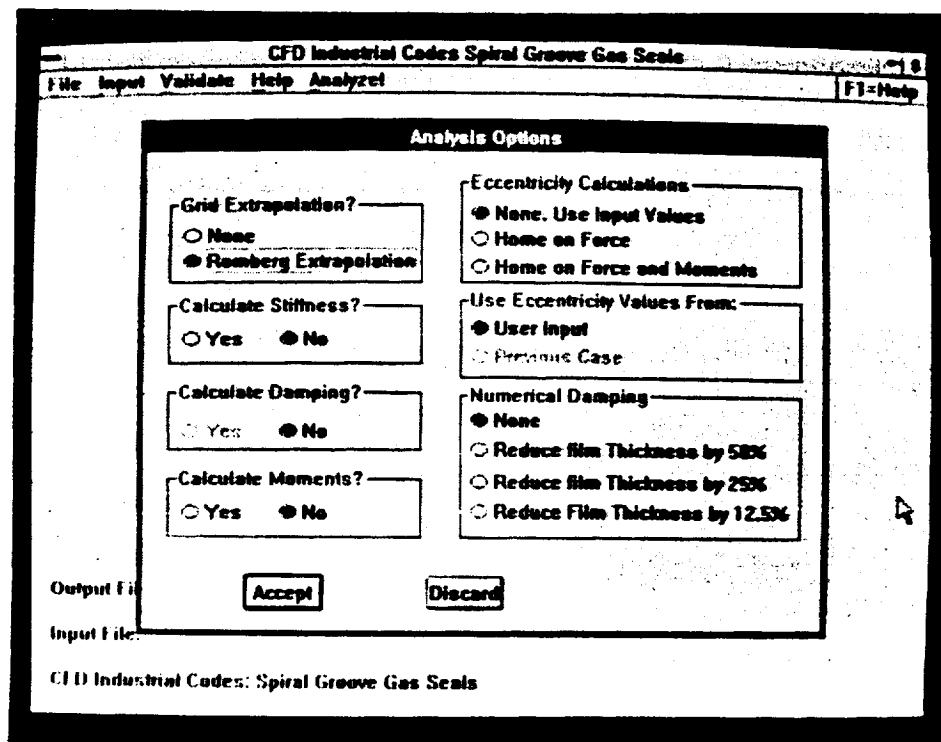 CFD Industrial Codes Spiral Groove Gas Seals
File Input Validate Help Analyze! F1=Help
Analysis Options
Grid Extrapolation?
None
Romberg Extrapolation
Calculate Stiffness?
Yes No
Calculate Damping?
Yes No
Calculate Moments?
Yes No
Eccentricity Calculations
None. Use Input Values
Home on Force
Home on Force and Moments
Use Eccentricity Values From:
User Input
Previous Case
Numerical Damping
None
Reduce film Thickness by 50%
Reduce film Thickness by 25%
Reduce Film Thickness by 12.5%
Accept Discard
Output Fil
Input File:
CFD Industrial Codes: Spiral Groove Gas Seals